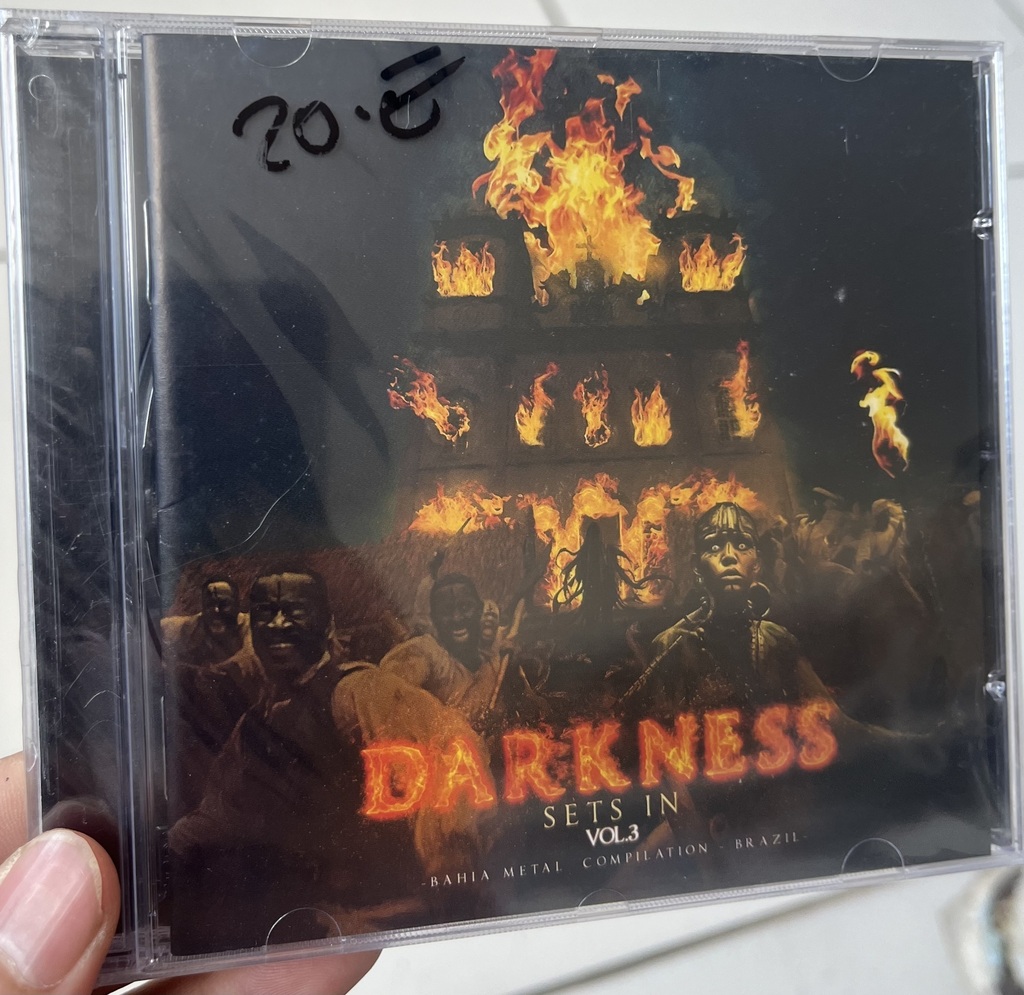 20.
DARKNESS
SETS IN
VOL.3
-BAHIA METAL COMPILATION - BRAZIL-